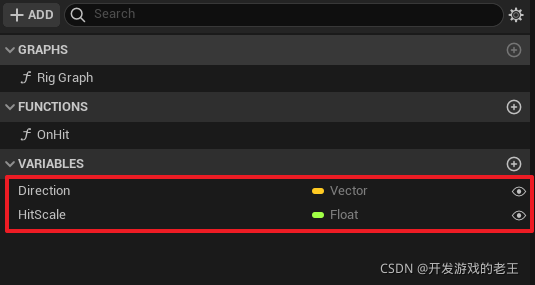 ADD Search
GRAPHS
Rig Graph
FUNCTIONS
OnHit
VARIABLES
Direction Vector
HitScale Float
CSDN @开发游戏的老王